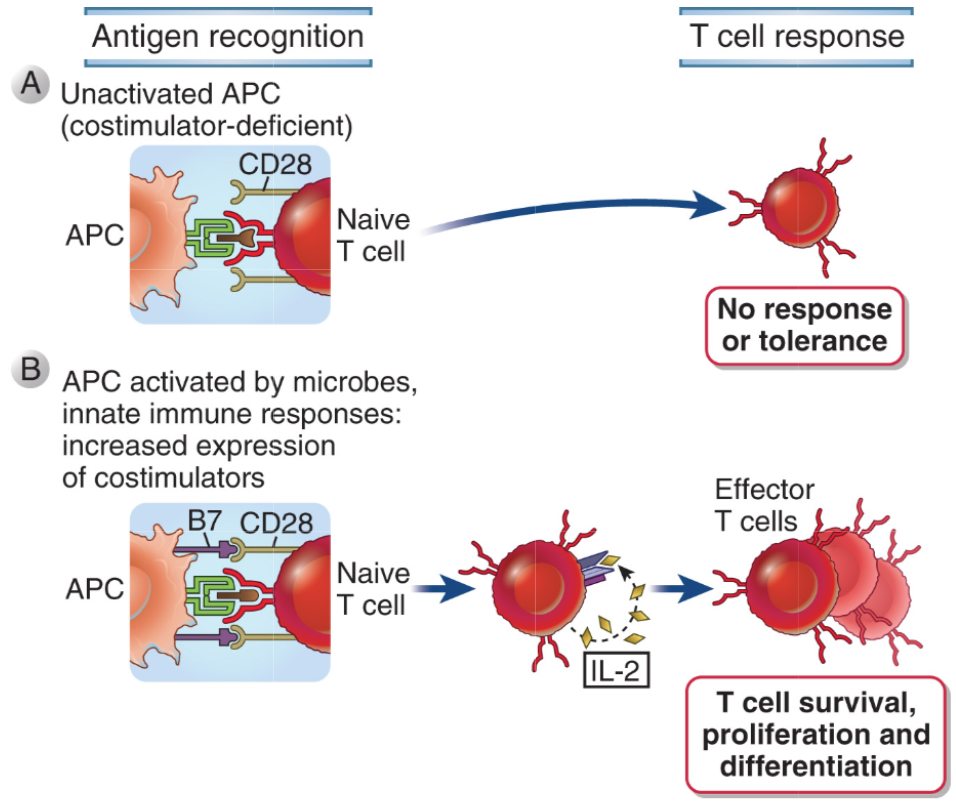 Antigen recognition
T cell response
A
Unactivated APC
(costimulator-deficient)
CD28
APC
Naive
T cell
No response
or tolerance
B
APC activated by microbes,
innate immune responses:
increased expression
of costimulators
B7 CD28
APC
Naive
T cell
IL-2
Effector
T cells
T cell survival,
proliferation and
differentiation